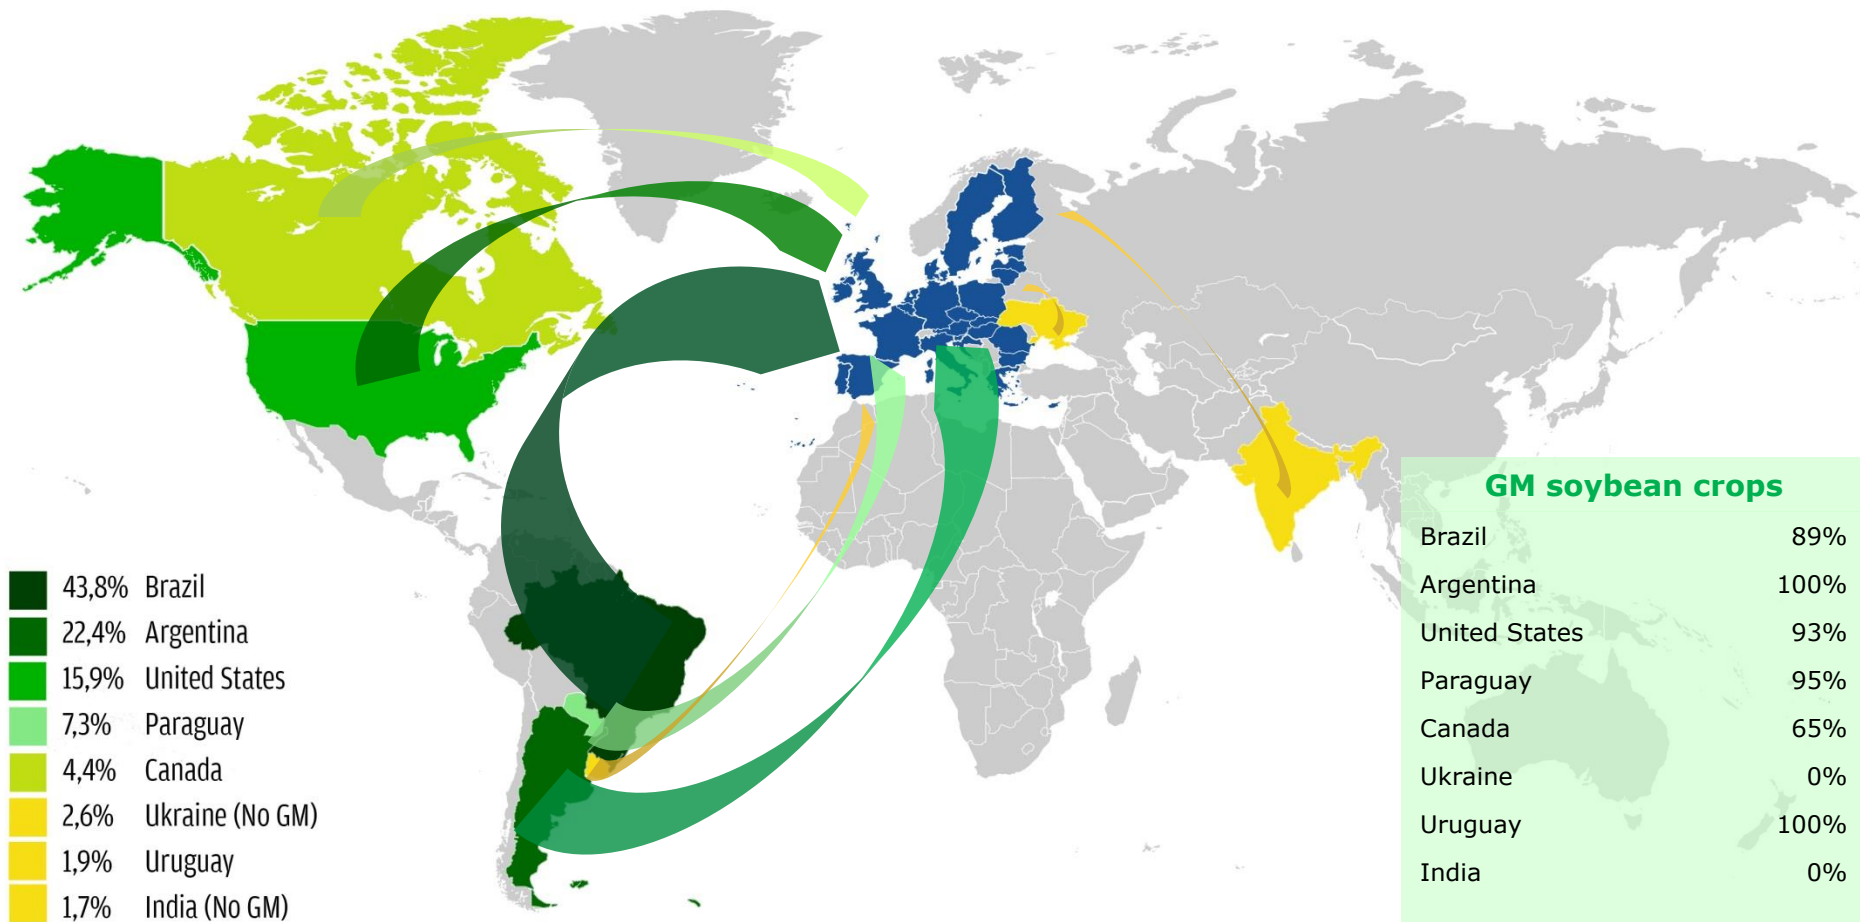 43,8% Brazil
22,4% Argentina
15,9% United States
7,3% Paraguay
4,4% Canada
2,6% Ukraine (No GM)
1,9% Uruguay
1,7% India (No GM)
GM soybean crops
Brazil 89%
Argentina 100%
United States 93%
Paraguay 95%
Canada 65%
Ukraine 0%
Uruguay 100%
India 0%